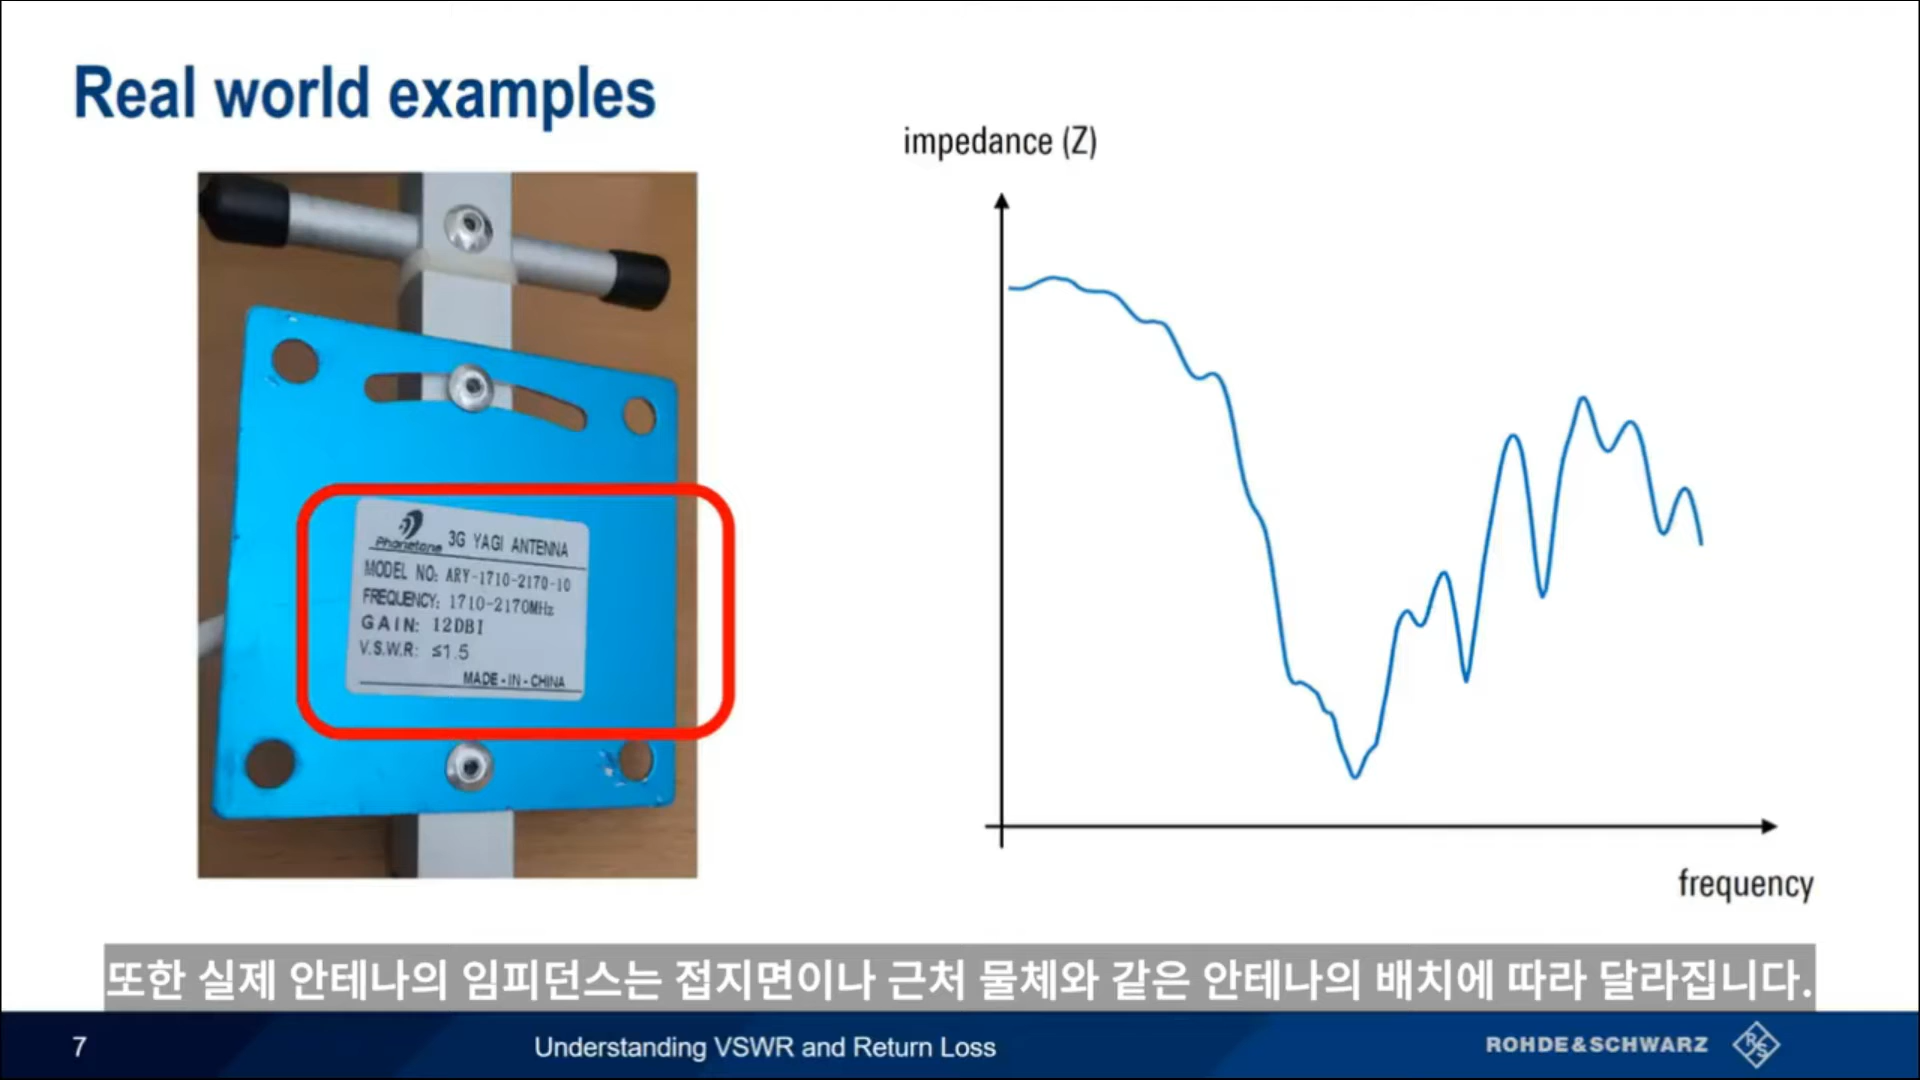 Real world examples
impedance (Z)
Phonetone 3G YAGI ANTENNA
MODEL NO: ARY-1710-2170-10
FREQUENCY: 1710-2170MHz
GAIN: 12DBI
V.S.W.R: ≤1.5
MADE-IN-CHINA
frequency
또한 실제 안테나의 임피던스는 접지면이나 근처 물체와 같은 안테나의 배치에 따라 달라집니다.
7
Understanding VSWR and Return Loss
ROHDE&SCHWARZ
R&S